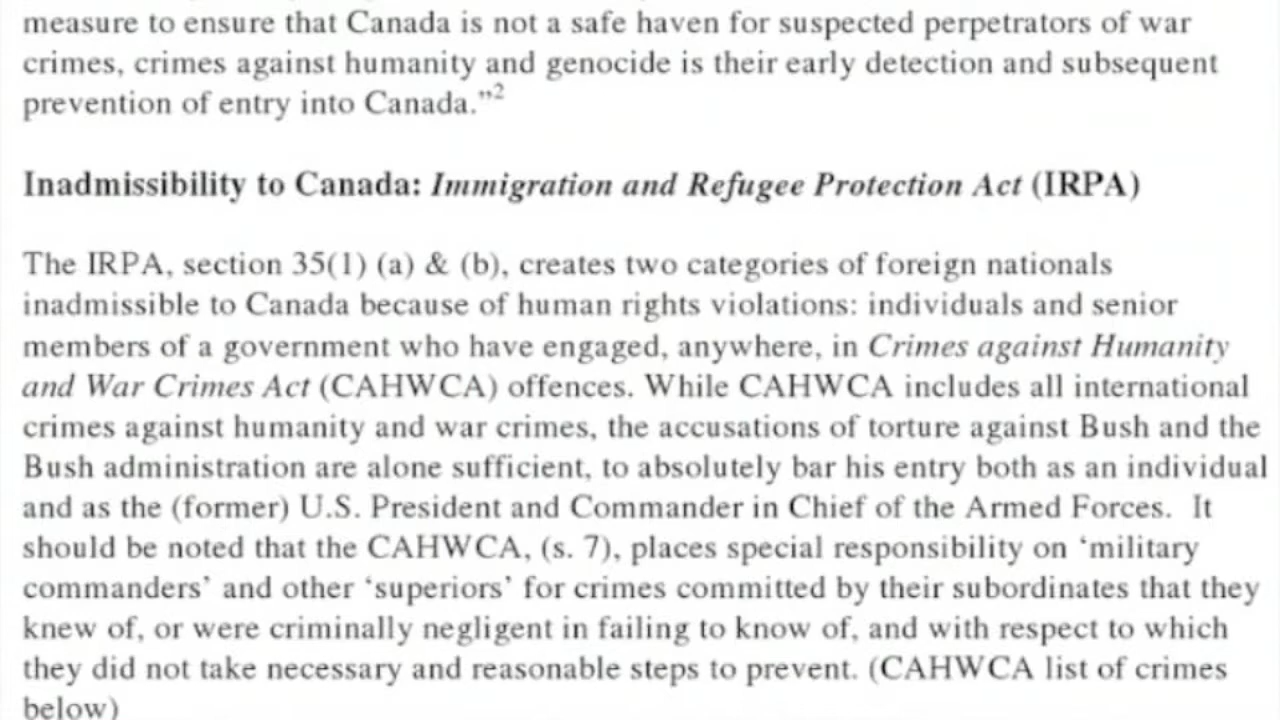 measure to ensure that Canada is not a safe haven for suspected perpetrators of war
crimes, crimes against humanity and genocide is their early detection and subsequent
prevention of entry into Canada.”2
Inadmissibility to Canada: Immigration and Refugee Protection Act (IRPA)
The IRPA, section 35(1) (a) & (b), creates two categories of foreign nationals
inadmissible to Canada because of human rights violations: individuals and senior
members of a government who have engaged, anywhere, in Crimes against Humanity
and War Crimes Act (CAHWCA) offences. While CAHWCA includes all international
crimes against humanity and war crimes, the accusations of torture against Bush and the
Bush administration are alone sufficient, to absolutely bar his entry both as an individual
and as the (former) U.S. President and Commander in Chief of the Armed Forces.  It
should be noted that the CAHWCA, (s. 7), places special responsibility on ‘military
commanders’ and other ‘superiors’ for crimes committed by their subordinates that they
knew of, or were criminally negligent in failing to know of, and with respect to which
they did not take necessary and reasonable steps to prevent. (CAHWCA list of crimes
below)